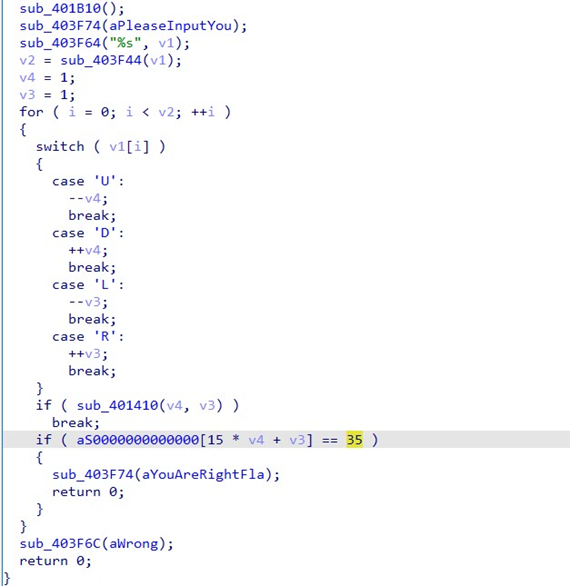 sub_401B10();
sub_403F74(aPleaseInputYou);
sub_403F64("%s", v1);
v2 = sub_403F44(v1);
v4 = 1;
v3 = 1;
for ( i = 0; i < v2; ++i )
{
switch ( v1[i] )
{
case 'U':
--v4;
break;
case 'D':
++v4;
break;
case 'L':
--v3;
break;
case 'R':
++v3;
break;
}
if ( sub_401410(v4, v3) )
break;
if ( aS0000000000000[15 * v4 + v3] == 35 )
{
sub_403F74(aYouAreRightFla);
return 0;
}
}
sub_403F6C(aWrong);
return 0;
}